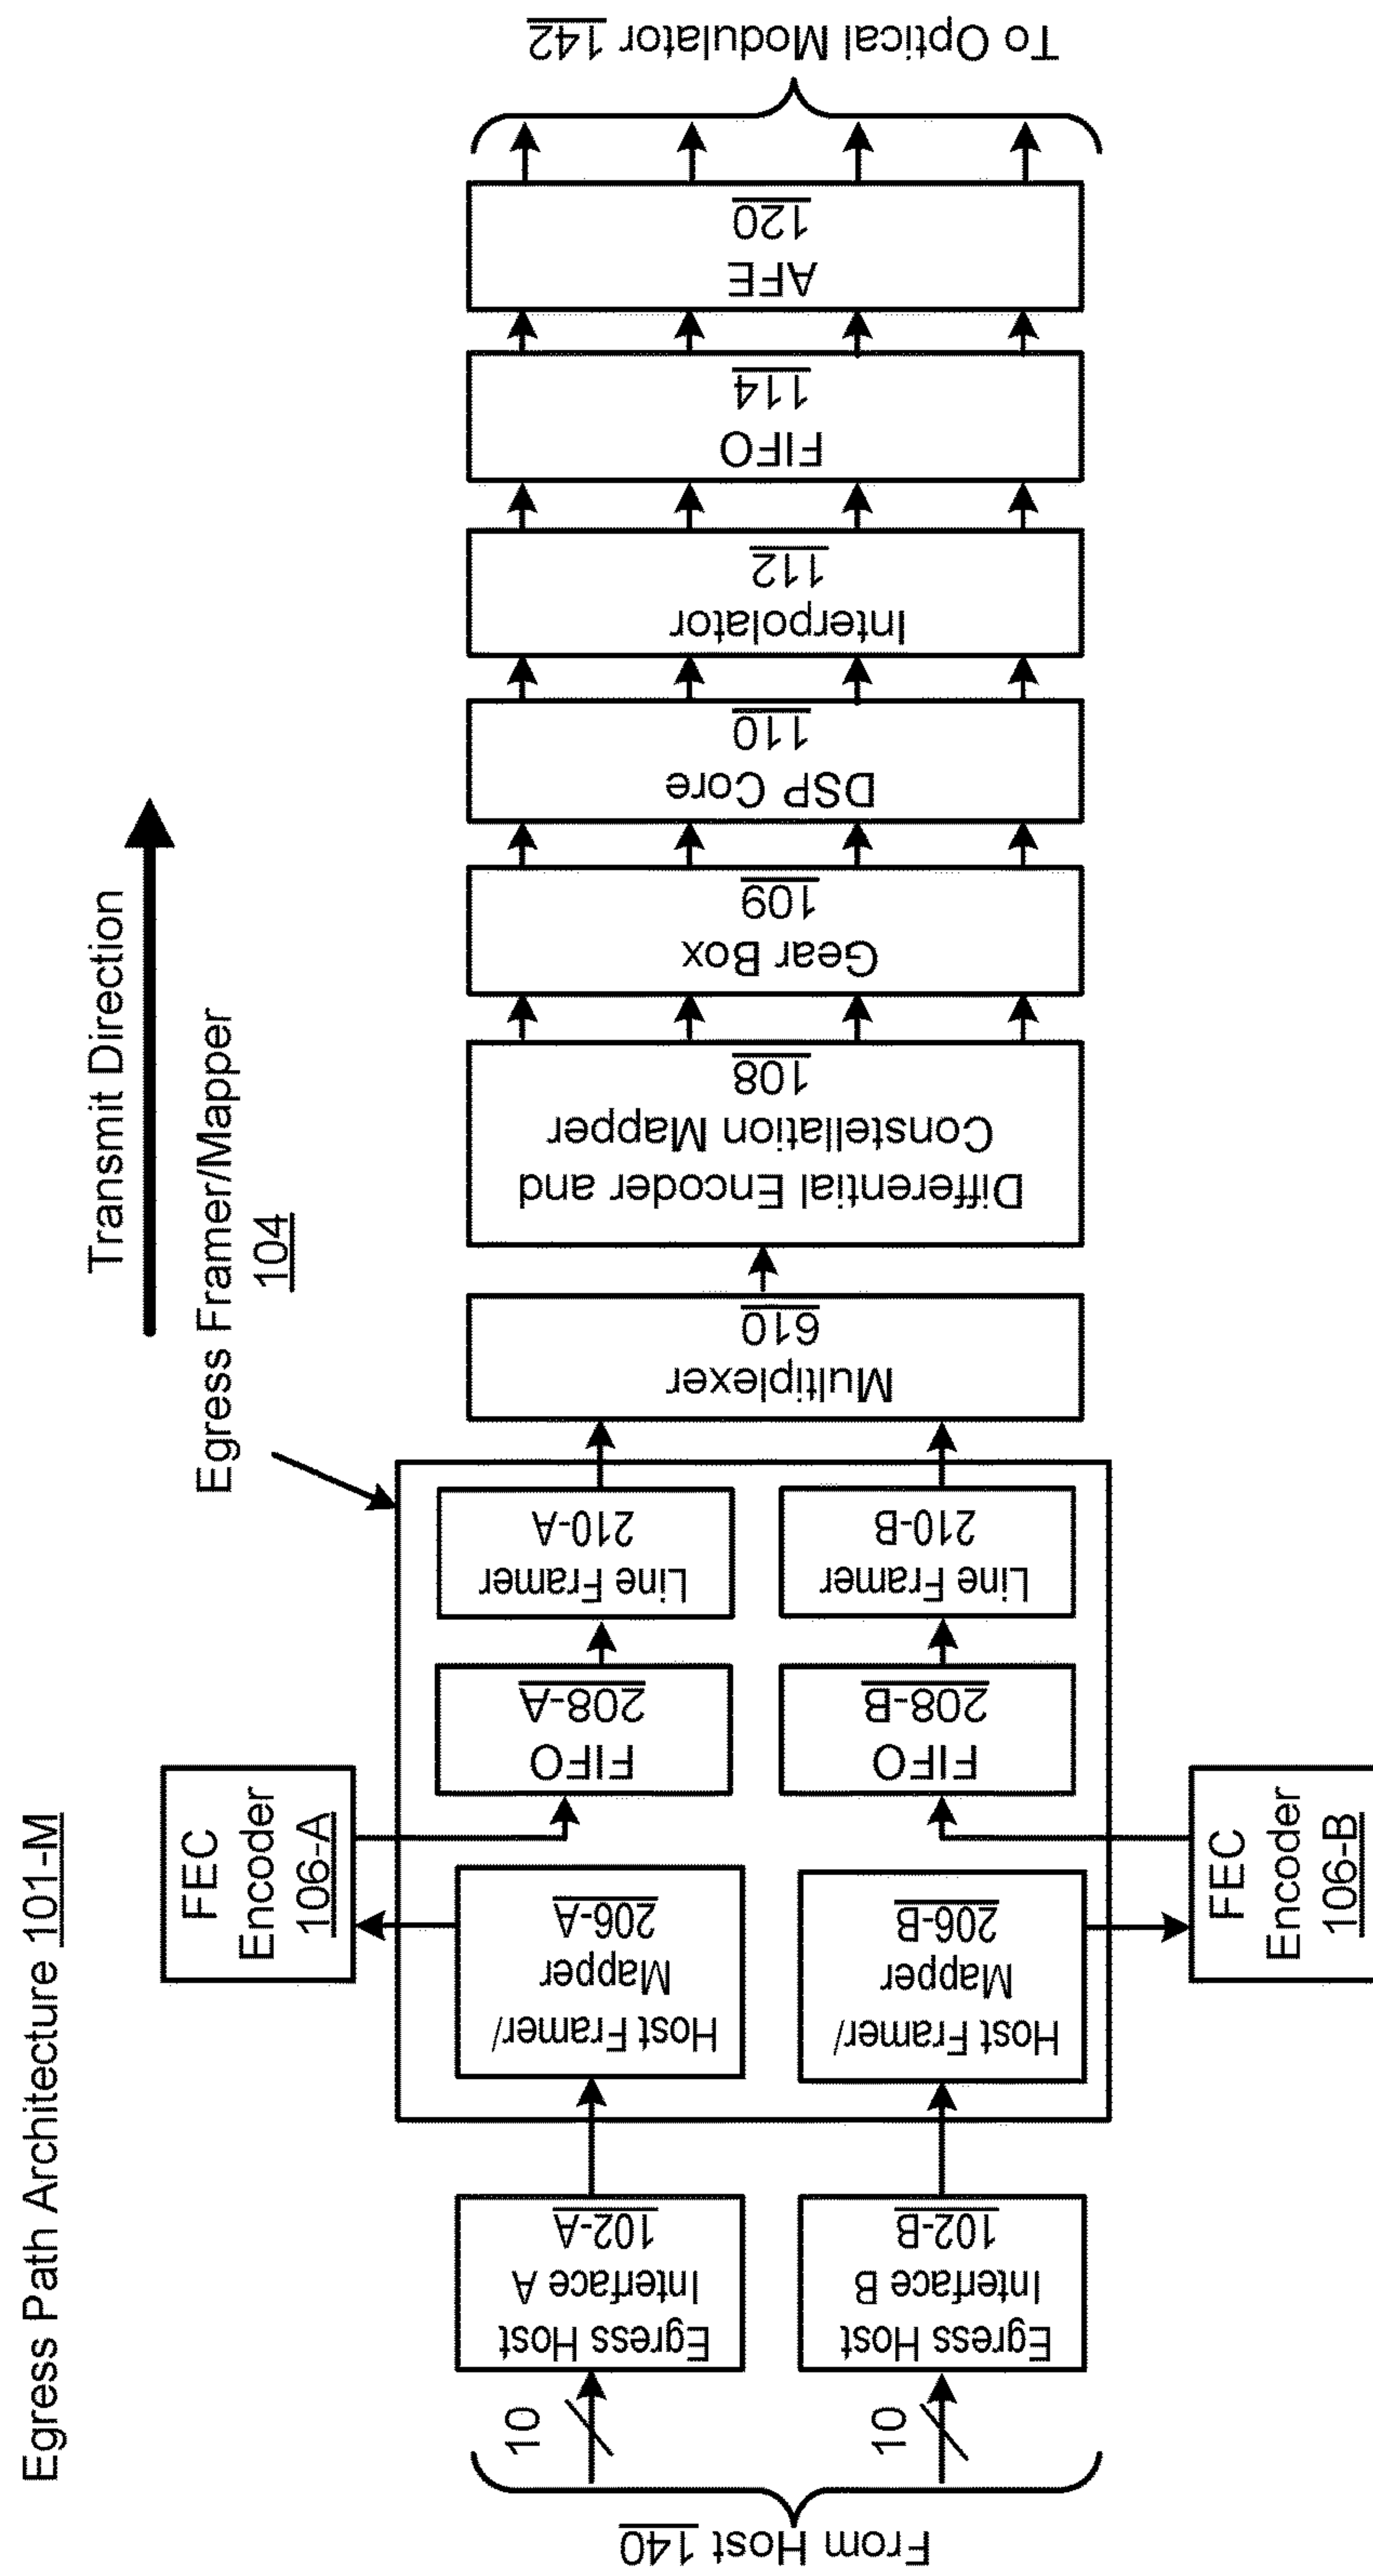 Egress Path Architecture 101-M
Transmit Direction
Egress Framer/Mapper
104
FEC
Encoder
106-A
From Host 140
10
10
Egress Host
Interface A
102-A
Egress Host
Interface B
102-B
Host Framer/
Mapper
206-A
Host Framer/
Mapper
206-B
FIFO
208-A
FIFO
208-B
Line Framer
210-A
Line Framer
210-B
FEC
Encoder
106-B
Multiplexer
610
Differential Encoder and
Constellation Mapper
108
Gear Box
109
DSP Core
110
Interpolator
112
FIFO
114
AFE
120
To Optical Modulator 142